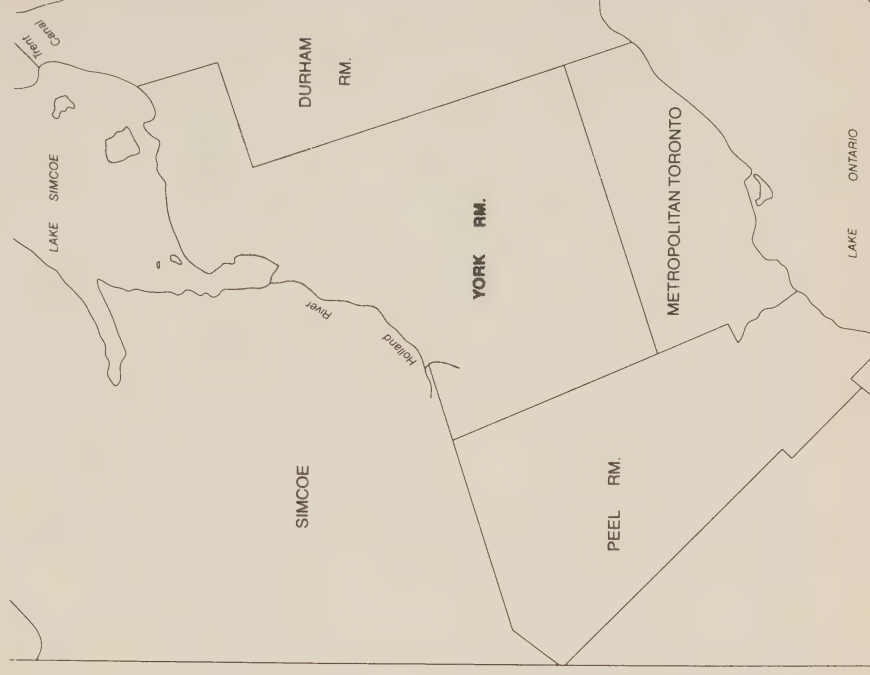 Trent
Canal
LAKE SIMCOE
DURHAM
RM.
SIMCOE
Holland River
YORK RM.
PEEL RM.
METROPOLITAN TORONTO
LAKE ONTARIO